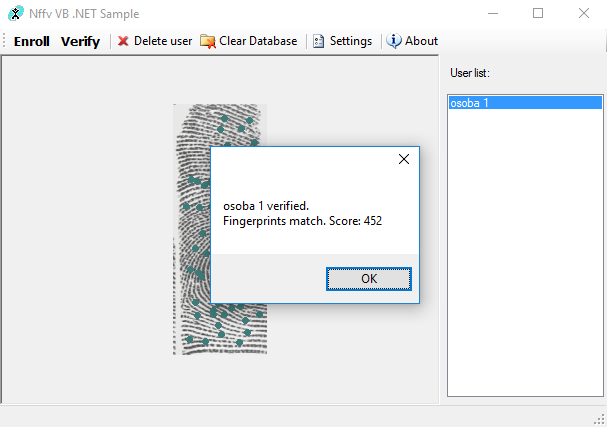 Nffv VB .NET Sample
Enroll Verify Delete user Clear Database Settings About
User list:
osoba 1
osoba 1 verified.
Fingerprints match. Score: 452
OK